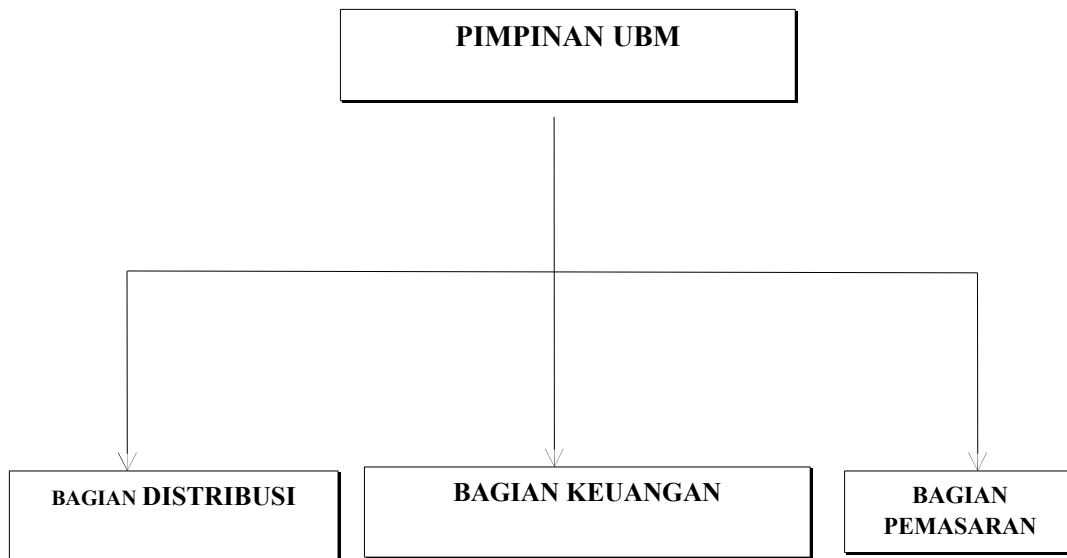 PIMPINAN UBM
BAGIAN DISTRIBUSI
BAGIAN KEUANGAN
BAGIAN
PEMASARAN